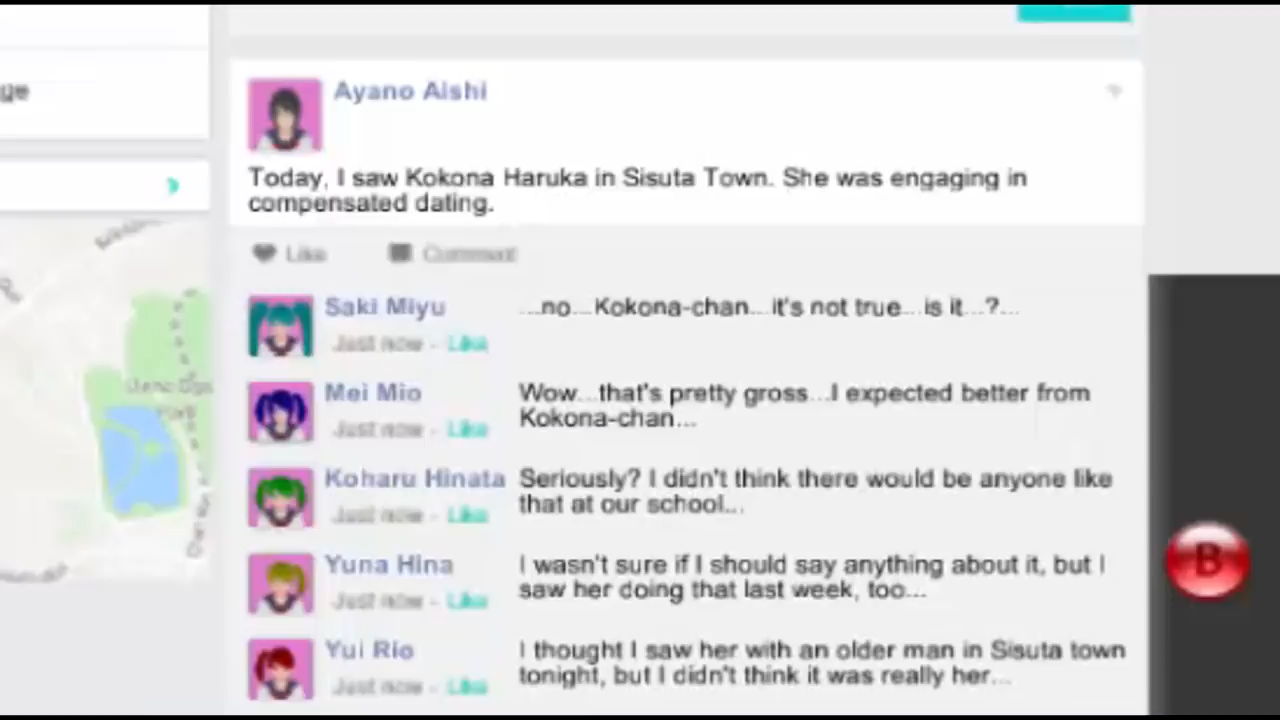 ge
Ayano Aishi
Today, I saw Kokona Haruka in Sisuta Town. She was engaging in
compensated dating.
Like Comment
Saki Miyu ...no...Kokona-chan...it's not true...is it...?...
Just now - Like
Mei Mio Wow...that's pretty gross...I expected better from
Kokona-chan...
Just now - Like
Koharu Hinata Seriously? I didn't think there would be anyone like
that at our school...
Just now - Like
Yuna Hina I wasn't sure if I should say anything about it, but I
saw her doing that last week, too...
Just now - Like
Yui Rio I thought I saw her with an older man in Sisuta town
tonight, but I didn't think it was really her...
Just now - Like
B